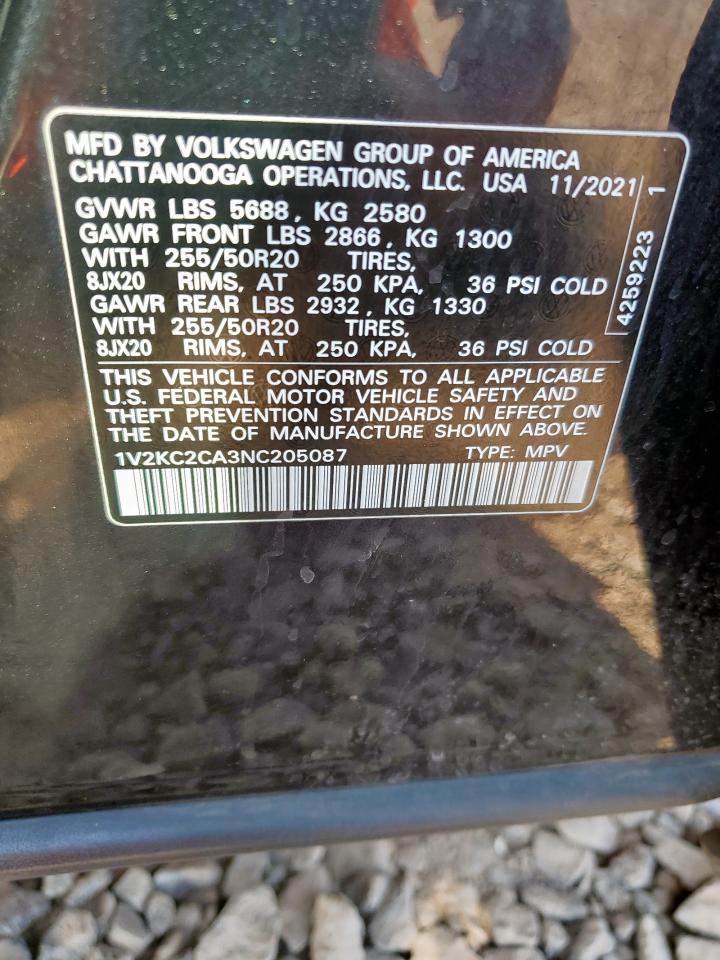 MFD BY VOLKSWAGEN GROUP OF AMERICA
CHATTANOOGA OPERATIONS, LLC. USA 11/2021
GVWR LBS 5688, KG 2580
GAWR FRONT LBS 2866, KG 1300
WITH 255/50R20 TIRES,
8JX20 RIMS, AT 250 KPA, 36 PSI COLD
GAWR REAR LBS 2932, KG 1330
WITH 255/50R20 TIRES,
8JX20 RIMS, AT 250 KPA, 36 PSI COLD
4259223 1
THIS VEHICLE CONFORMS TO ALL APPLICABLE
U.S. FEDERAL MOTOR VEHICLE SAFETY AND
THEFT PREVENTION STANDARDS IN EFFECT ON
THE DATE OF MANUFACTURE SHOWN ABOVE.
1V2KC2CA3NC205087 TYPE: MPV